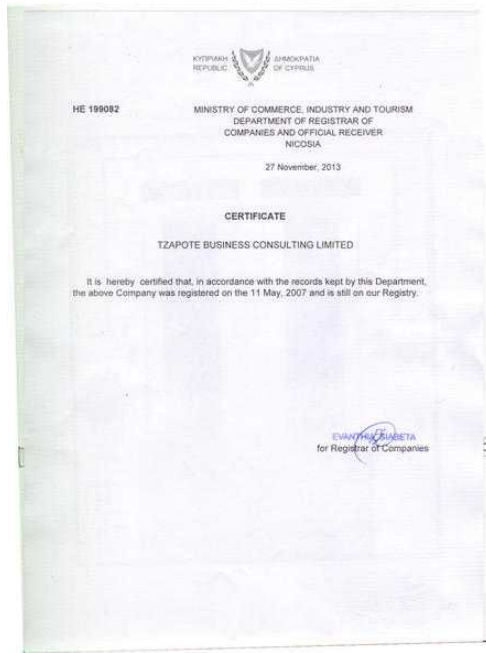 ΚΥΠΡΙΑΚΗ ΔΗΜΟΚΡΑΤΙΑ
REPUBLIC OF CYPRUS
HE 199082
MINISTRY OF COMMERCE, INDUSTRY AND TOURISM
DEPARTMENT OF REGISTRAR OF
COMPANIES AND OFFICIAL RECEIVER
NICOSIA
27 November, 2013
CERTIFICATE
TZAPOTE BUSINESS CONSULTING LIMITED
It is hereby certified that, in accordance with the records kept by this Department,
the above Company was registered on the 11 May, 2007 and is still on our Registry.
EVANTHIA
for Registrar of Companies